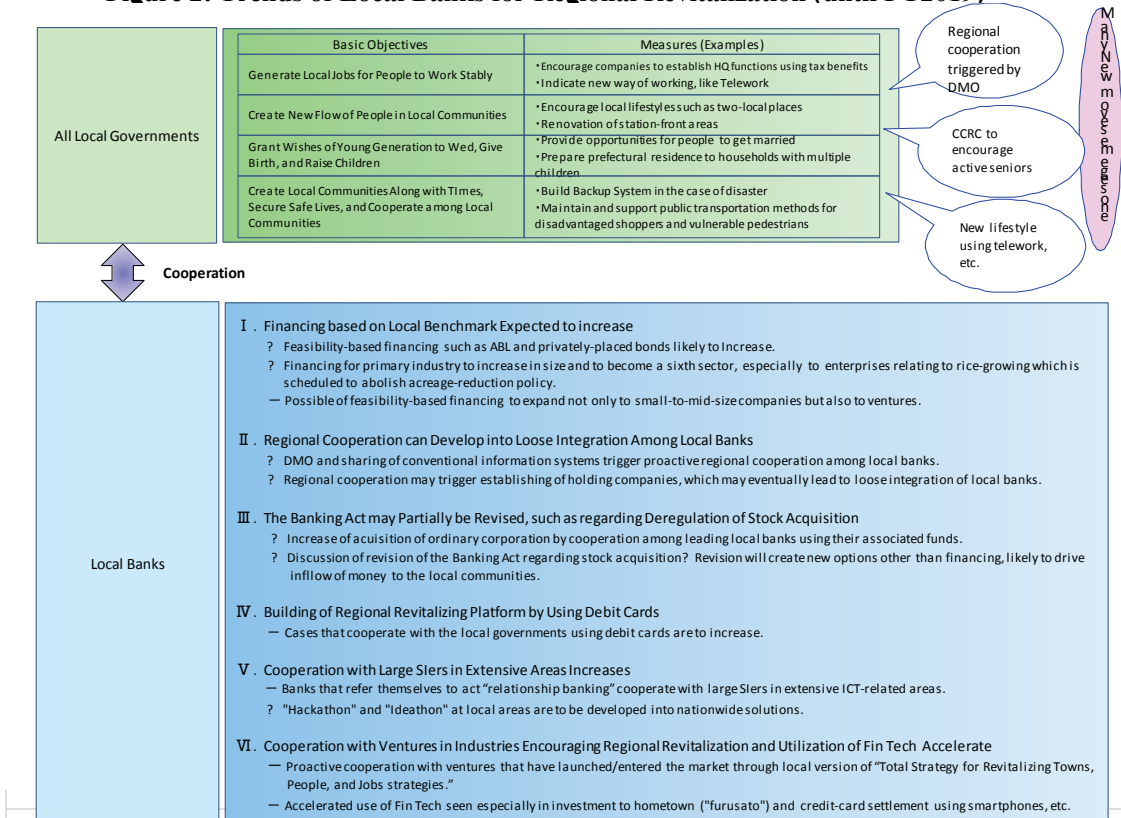 Figure 2: Trends of Local Banks for Regional Revitalization (until FY2019)
Basic Objectives
Measures (Examples)
All Local Governments
Generate Local Jobs for People to Work Stably
・Encourage companies to establish HQ functions using tax benefits
・Indicate new way of working, like Telework
Create New Flow of People in Local Communities
・Encourage local lifestyles such as two-local places
・Renovation of station-front areas
Grant Wishes of Young Generation to Wed, Give
Birth, and Raise Children
・Provide opportunities for people to get married
・Prepare prefectural residence to households with multiple
children
Create Local Communities Along with TImes,
Secure Safe Lives, and Cooperate among Local
Communities
・Build Backup System in the case of disaster
・Maintain and support public transportation methods for
disadvantaged shoppers and vulnerable pedestrians
Regional
cooperation
triggered by
DMO
CCRC to
encourage
active seniors
New lifestyle
using telework,
etc.
Many New moves emerges one
Cooperation
Local Banks
Ⅰ. Financing based on Local Benchmark Expected to increase
? Feasibility-based financing such as ABL and privately-placed bonds likely to Increase.
? Financing for primary industry to increase in size and to become a sixth sector, especially to enterprises relating to rice-growing which is
scheduled to abolish acreage-reduction policy.
— Possible of feasibility-based financing to expand not only to small-to-mid-size companies but also to ventures.
Ⅱ. Regional Cooperation can Develop into Loose Integration Among Local Banks
? DMO and sharing of conventional information systems trigger proactive regional cooperation among local banks.
? Regional cooperation may trigger establishing of holding companies, which may eventually lead to loose integration of local banks.
Ⅲ. The Banking Act may Partially be Revised, such as regarding Deregulation of Stock Acquisition
? Increase of acuisition of ordinary corporation by cooperation among leading local banks using their associated funds.
? Discussion of revision of the Banking Act regarding stock acquisition? Revision will create new options other than financing, likely to drive
infllow of money to the local communities.
Ⅳ. Building of Regional Revitalizing Platform by Using Debit Cards
— Cases that cooperate with the local governments using debit cards are to increase.
Ⅴ. Cooperation with Large SIers in Extensive Areas Increases
— Banks that refer themselves to act “relationship banking” cooperate with large SIers in extensive ICT-related areas.
? "Hackathon" and "Ideathon" at local areas are to be developed into nationwide solutions.
Ⅵ. Cooperation with Ventures in Industries Encouraging Regional Revitalization and Utilization of Fin Tech Accelerate
— Proactive cooperation with ventures that have launched/entered the market through local version of “Total Strategy for Revitalizing Towns,
People, and Jobs strategies.”
— Accelerated use of Fin Tech seen especially in investment to hometown ("furusato") and credit-card settlement using smartphones, etc.